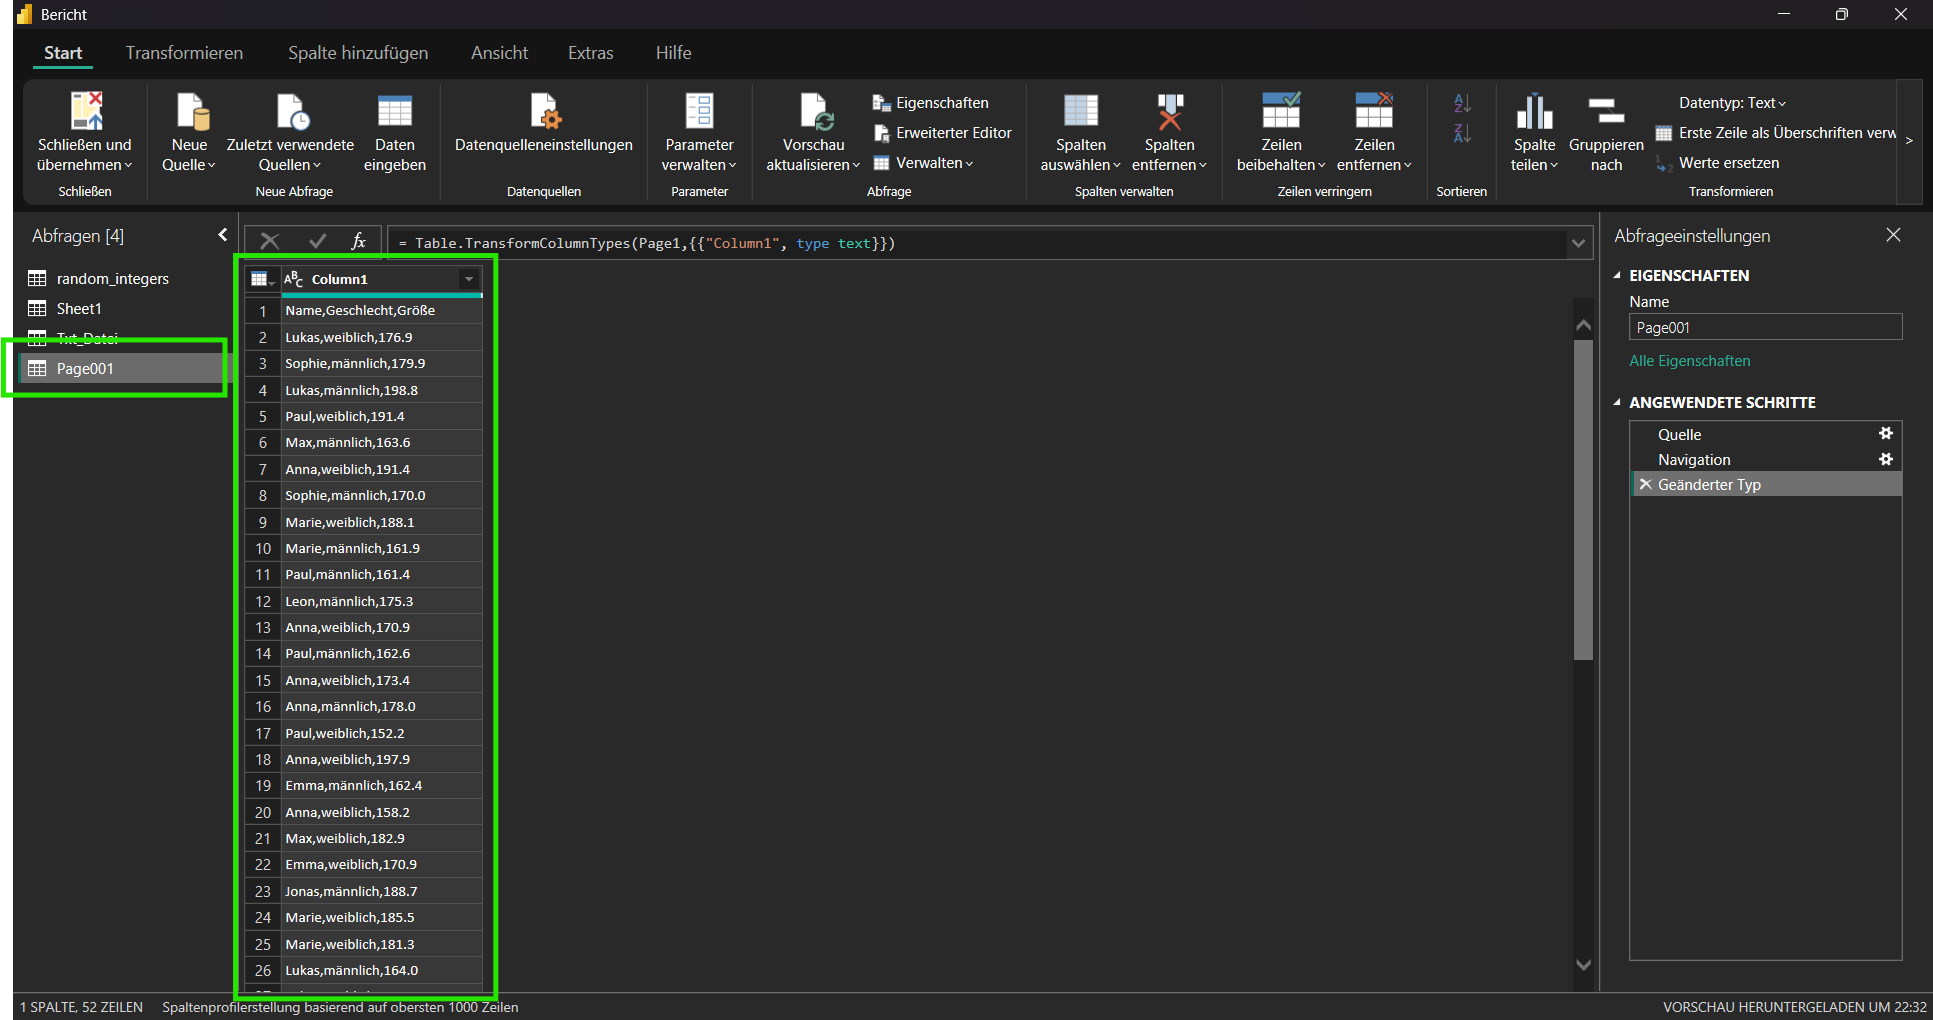 Bericht
Start Transformieren Spalte hinzufügen Ansicht Extras Hilfe
Schließen und übernehmen
Schließen
Neue Quelle
Zuletzt verwendete Quellen
Daten eingeben
Neue Abfrage
Datenquelleneinstellungen
Datenquellen
Parameter verwalten
Parameter
Vorschau aktualisieren
Eigenschaften
Erweiterter Editor
Verwalten
Abfrage
Spalten auswählen
Spalten entfernen
Spalten verwalten
Zeilen beibehalten
Zeilen entfernen
Zeilen verringern
A Z
Z A
Sortieren
Spalte teilen
Gruppieren nach
Datentyp: Text
Erste Zeile als Überschriften verw
1 2 Werte ersetzen
Transformieren
>
Abfragen [4]
random_integers
Sheet1
Txt_Datei
Page001
fx = Table.TransformColumnTypes(Page1,{{"Column1", type text}})
ABC Column1
1 Name,Geschlecht,Größe
2 Lukas,weiblich,176.9
3 Sophie,männlich,179.9
4 Lukas,männlich,198.8
5 Paul,weiblich,191.4
6 Max,männlich,163.6
7 Anna,weiblich,191.4
8 Sophie,männlich,170.0
9 Marie,weiblich,188.1
10 Marie,männlich,161.9
11 Paul,männlich,161.4
12 Leon,männlich,175.3
13 Anna,weiblich,170.9
14 Paul,männlich,162.6
15 Anna,weiblich,173.4
16 Anna,männlich,178.0
17 Paul,weiblich,152.2
18 Anna,weiblich,197.9
19 Emma,männlich,162.4
20 Anna,weiblich,158.2
21 Max,weiblich,182.9
22 Emma,weiblich,170.9
23 Jonas,männlich,188.7
24 Marie,weiblich,185.5
25 Marie,weiblich,181.3
26 Lukas,männlich,164.0
Abfrageeinstellungen
EIGENSCHAFTEN
Name
Page001
Alle Eigenschaften
ANGEWENDETE SCHRITTE
Quelle
Navigation
Geänderter Typ
1 SPALTE, 52 ZEILEN Spaltenprofilerstellung basierend auf obersten 1000 Zeilen
VORSCHAU HERUNTERGELADEN UM 22:32